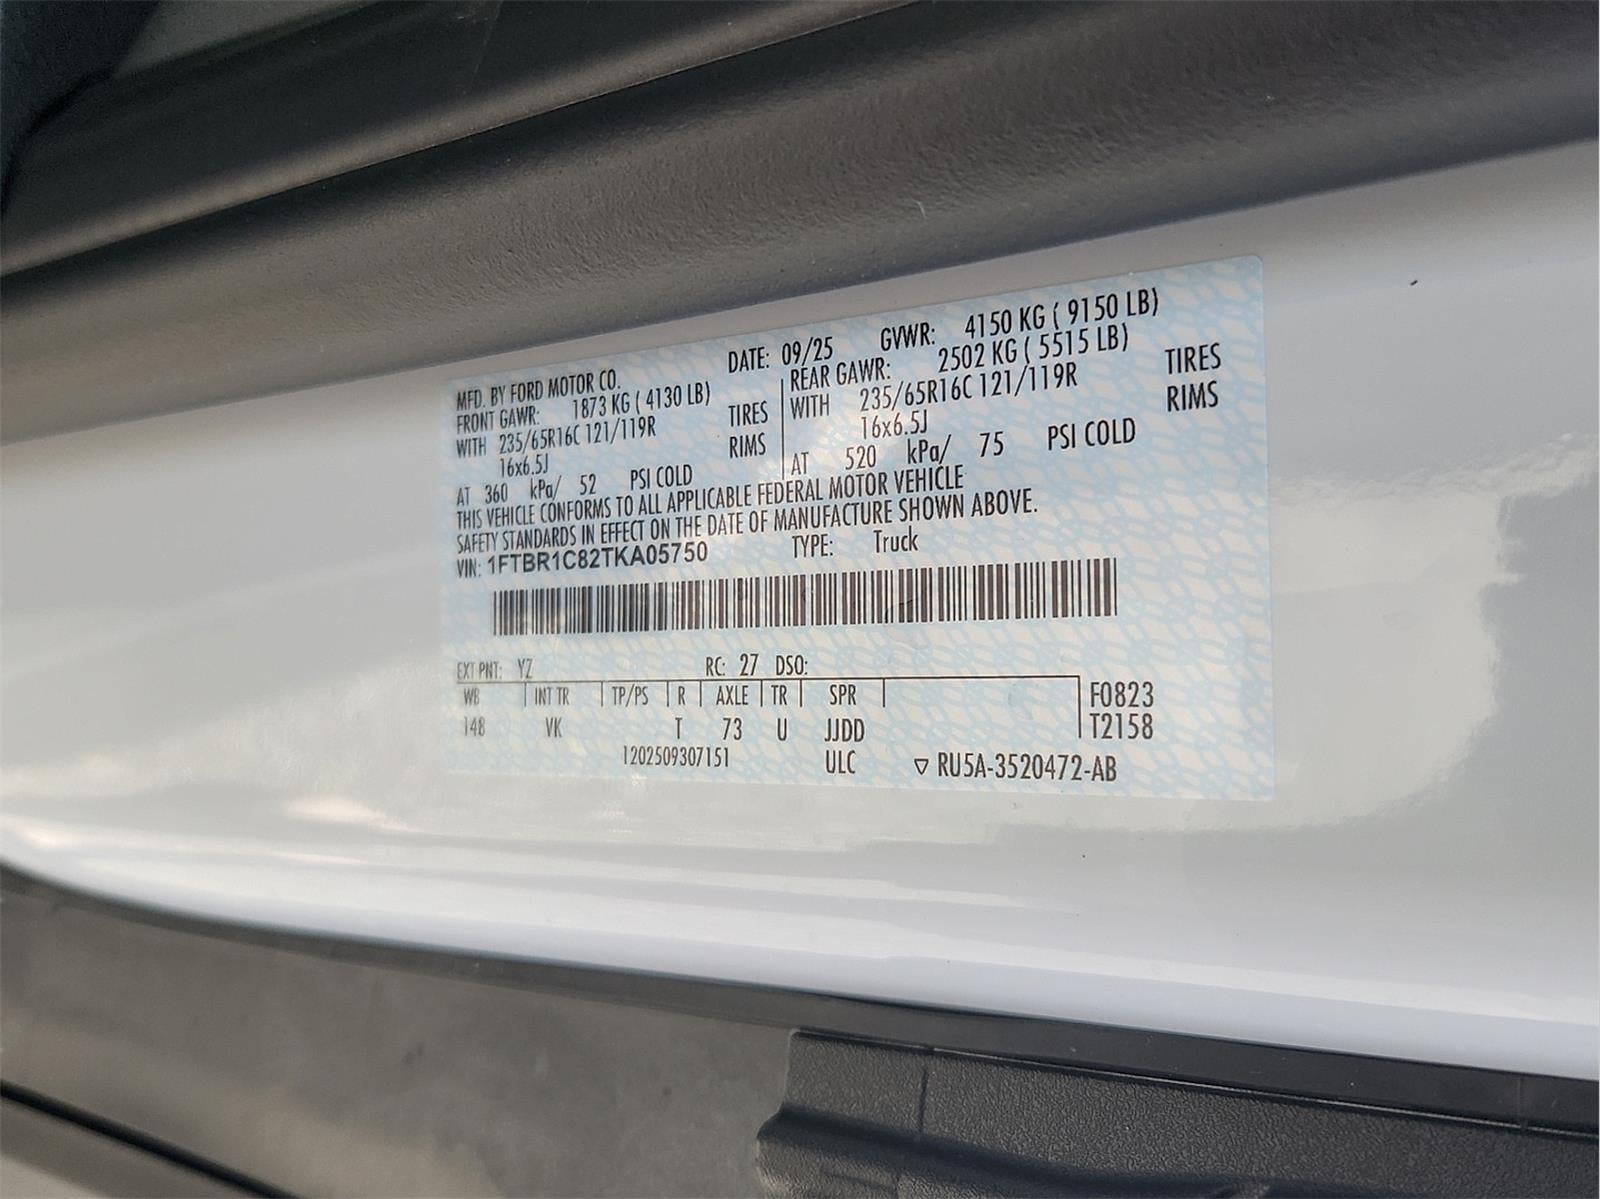 MFD. BY FORD MOTOR CO. DATE: 09/25 GVWR: 4150 KG ( 9150 LB)
FRONT GAWR: 1873 KG ( 4130 LB) REAR GAWR: 2502 KG ( 5515 LB)
WITH 235/65R16C 121/119R TIRES WITH 235/65R16C 121/119R TIRES
16x6.5J RIMS 16x6.5J RIMS
AT 360 kPa/ 52 PSI COLD AT 520 kPa/ 75 PSI COLD
THIS VEHICLE CONFORMS TO ALL APPLICABLE FEDERAL MOTOR VEHICLE
SAFETY STANDARDS IN EFFECT ON THE DATE OF MANUFACTURE SHOWN ABOVE.
VIN: 1FTBR1C82TKA05750 TYPE: Truck
EXT PNT: YZ RC: 27 DSO:
WB INT TR TP/PS R AXLE TR SPR F0823
148 VK T 73 U JJDD T2158
1202509307151 ULC ▽ RU5A-3520472-AB